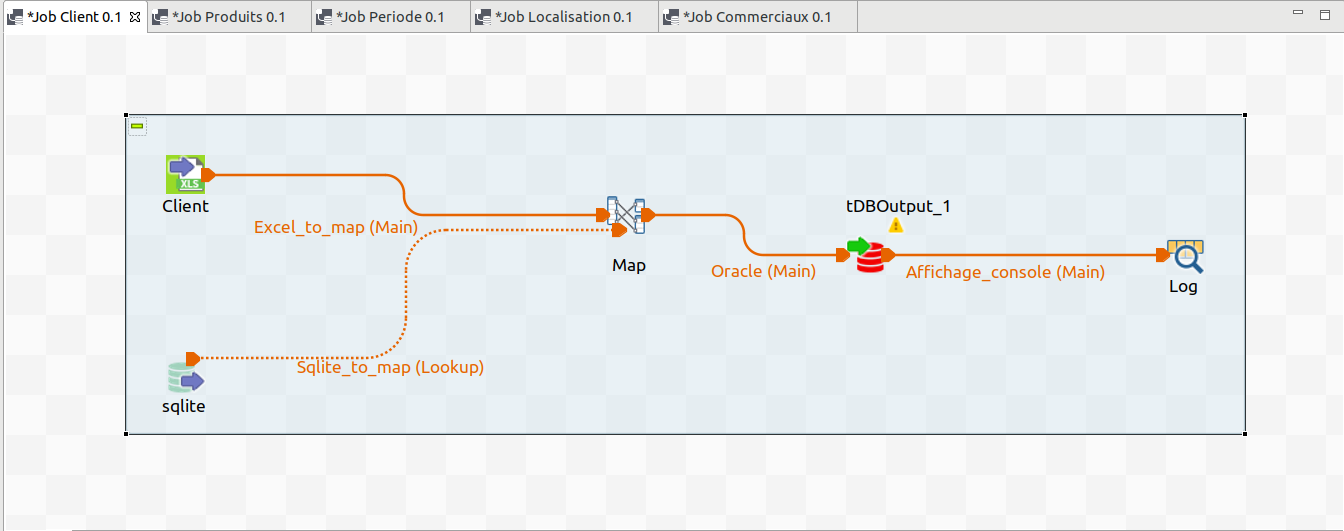 *Job Client 0.1 *Job Produits 0.1 *Job Periode 0.1 *Job Localisation 0.1 *Job Commerciaux 0.1
XLS
Client
Excel_to_map (Main)
Map
tDBOutput_1
Oracle (Main)
Affichage_console (Main)
Log
Sqlite_to_map (Lookup)
sqlite